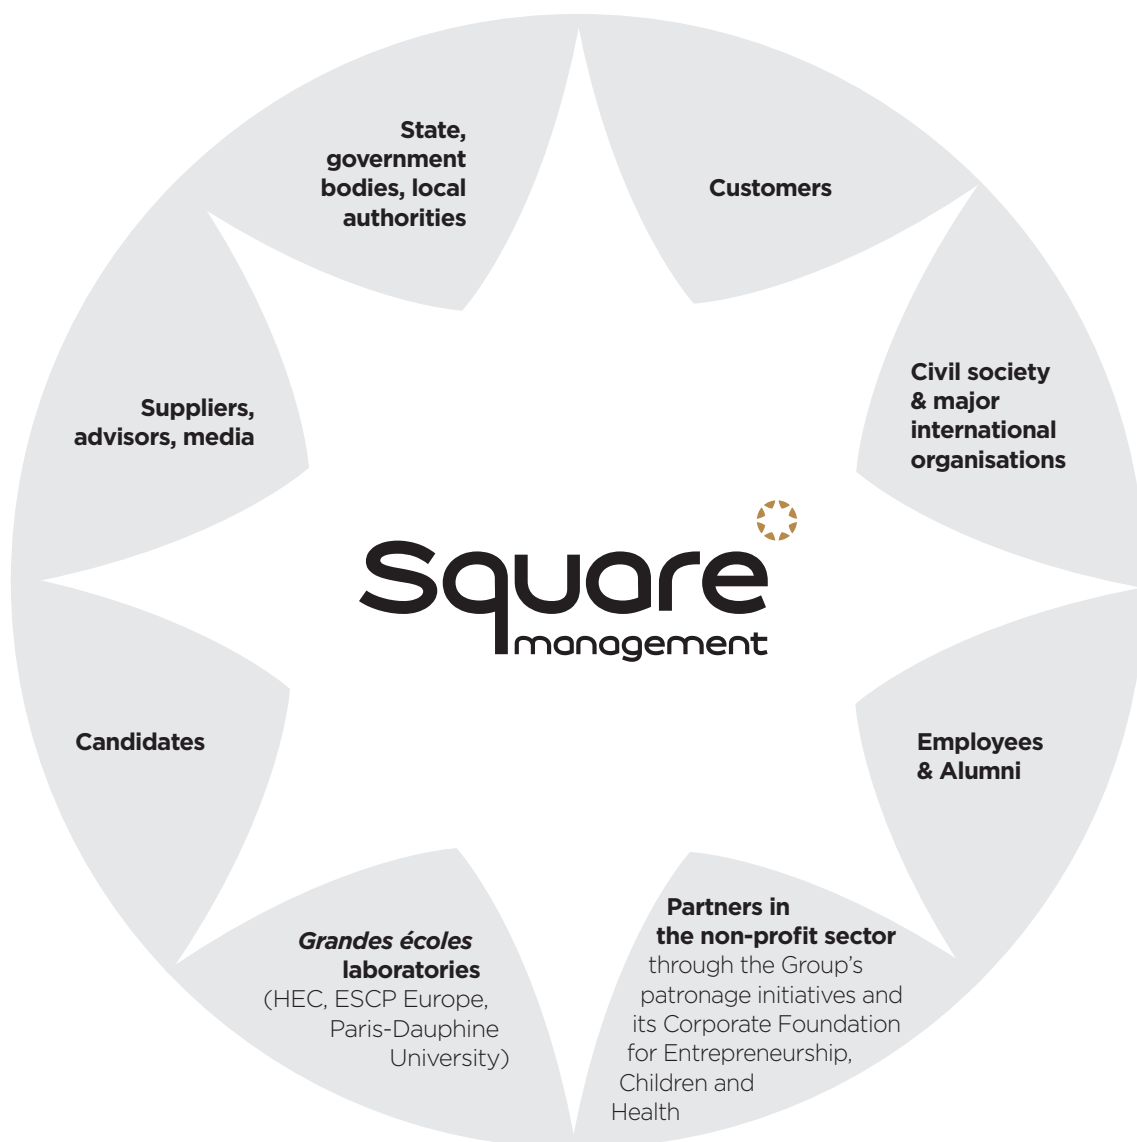 State,
government
bodies, local
authorities
Customers
Civil society
& major
international
organisations
Suppliers,
advisors, media
Square
management
Candidates
Employees
& Alumni
Grandes écoles
laboratories
(HEC, ESCP Europe,
Paris-Dauphine
University)
Partners in
the non-profit sector
through the Group’s
patronage initiatives and
its Corporate Foundation
for Entrepreneurship,
Children and
Health